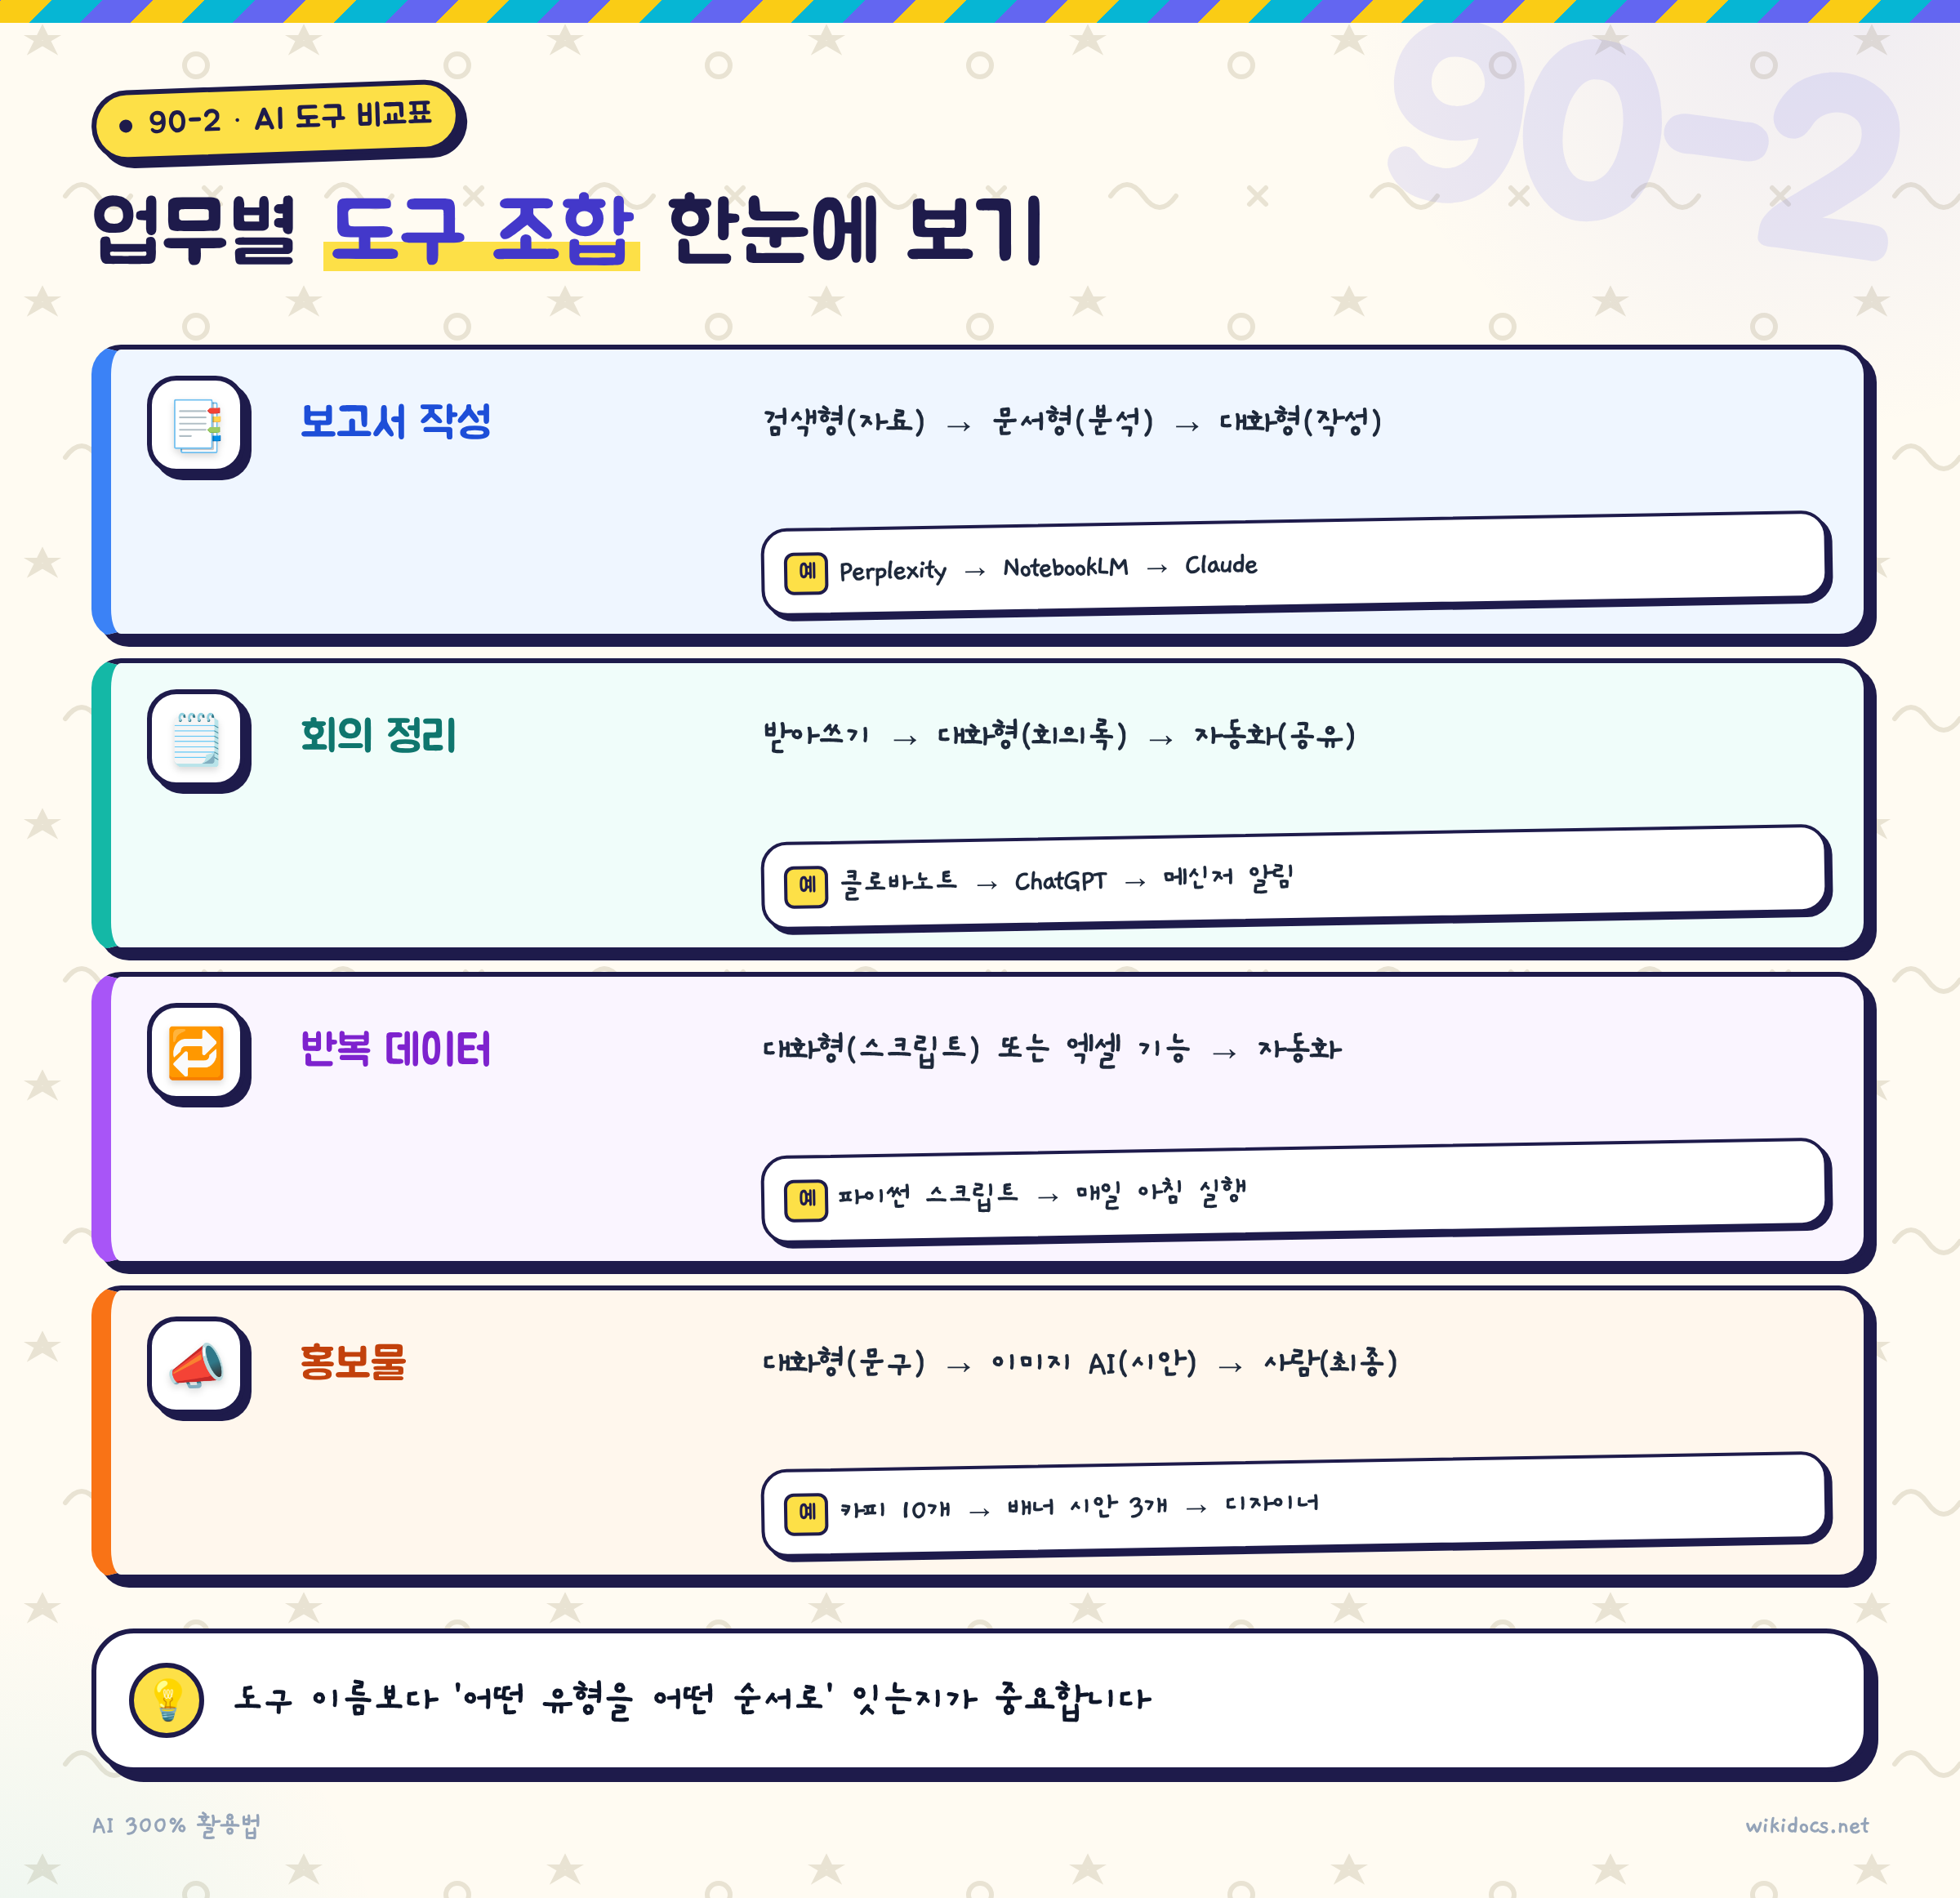 90-2
90-2 · AI 도구 비교표
업무별 도구 조합 한눈에 보기
보고서 작성
검색형(자료) → 문서형(분석) → 대화형(작성)
예 Perplexity → NotebookLM → Claude
회의 정리
받아쓰기 → 대화형(회의록) → 자동화(공유)
예 클로바노트 → ChatGPT → 메신저 알림
반복 데이터
대화형(스크립트) 또는 엑셀 기능 → 자동화
예 파이썬 스크립트 → 매일 아침 실행
홍보물
대화형(문구) → 이미지 AI(시안) → 사람(최종)
예 카피 10개 → 배너 시안 3개 → 디자이너
도구 이름보다 '어떤 유형을 어떤 순서로' 잇는지가 중요합니다
AI 300% 활용법
wikidocs.net